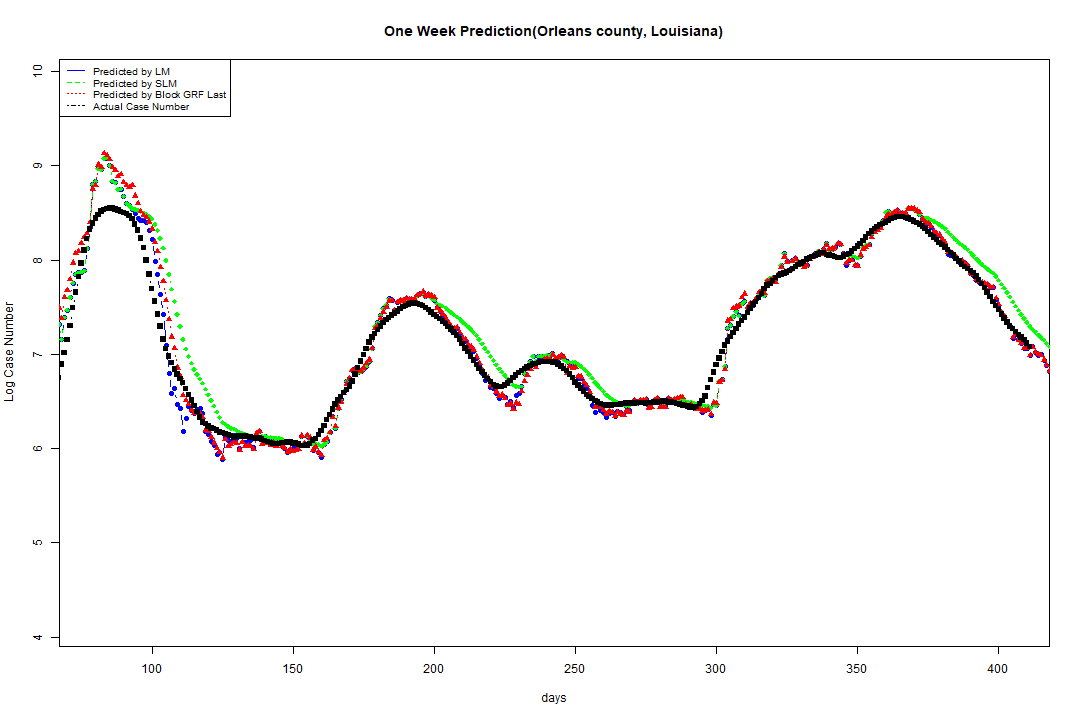 One Week Prediction(Orleans county, Louisiana)
Predicted by LM
Predicted by SLM
Predicted by Block GRF Last
Actual Case Number
Log Case Number
10
9
8
7
6
5
4
100 150 200 250 300 350 400
days